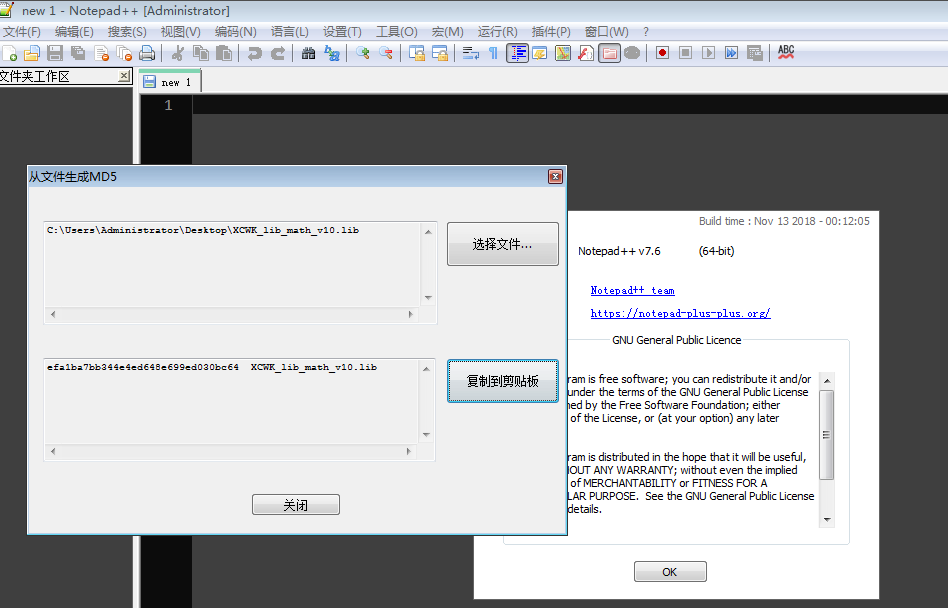 new 1 - Notepad++ [Administrator]
文件(F) 编辑(E) 搜索(S) 视图(V) 编码(N) 语言(L) 设置(T) 工具(O) 宏(M) 运行(R) 插件(P) 窗口(W) ?
ABC
文件夹工作区
new 1
1
从文件生成MD5
C:\Users\Administrator\Desktop\XCWK_lib_math_v10.lib
选择文件...
efa1ba7bb344e4ed648e699ed030bc64 XCWK_lib_math_v10.lib
复制到剪贴板
关闭
Build time : Nov 13 2018 - 00:12:05
Notepad++ v7.6 (64-bit)
Notepad++ team
https://notepad-plus-plus.org/
GNU General Public Licence
ram is free software; you can redistribute it and/or
under the terms of the GNU General Public License
ned by the Free Software Foundation; either
of the License, or (at your option) any later
ram is distributed in the hope that it will be useful,
OUT ANY WARRANTY; without even the implied
of MERCHANTABILITY or FITNESS FOR A
LAR PURPOSE. See the GNU General Public License
details.
OK